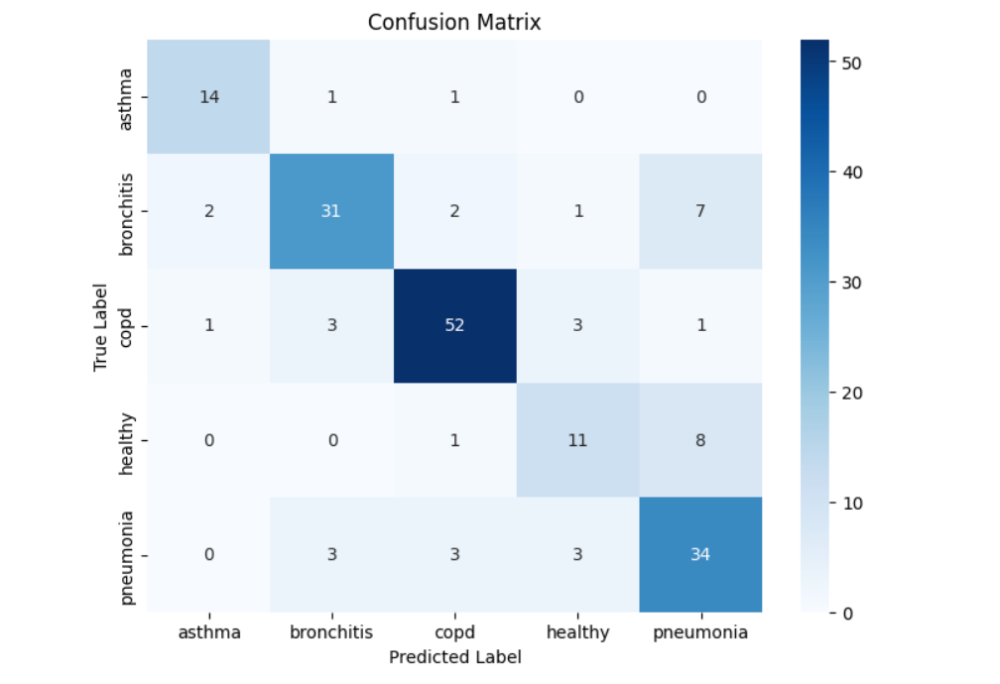 Confusion Matrix
True Label
asthma 14 1 1 0 0
bronchitis 2 31 2 1 7
copd 1 3 52 3 1
healthy 0 0 1 11 8
pneumonia 0 3 3 3 34
asthma bronchitis copd healthy pneumonia
Predicted Label
50
40
30
20
10
0